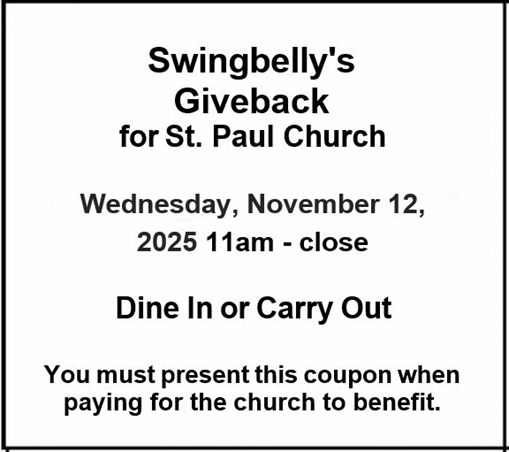 Swingbelly's
Giveback
for St. Paul Church
Wednesday, November 12,
2025 11am - close
Dine In or Carry Out
You must present this coupon when
paying for the church to benefit.